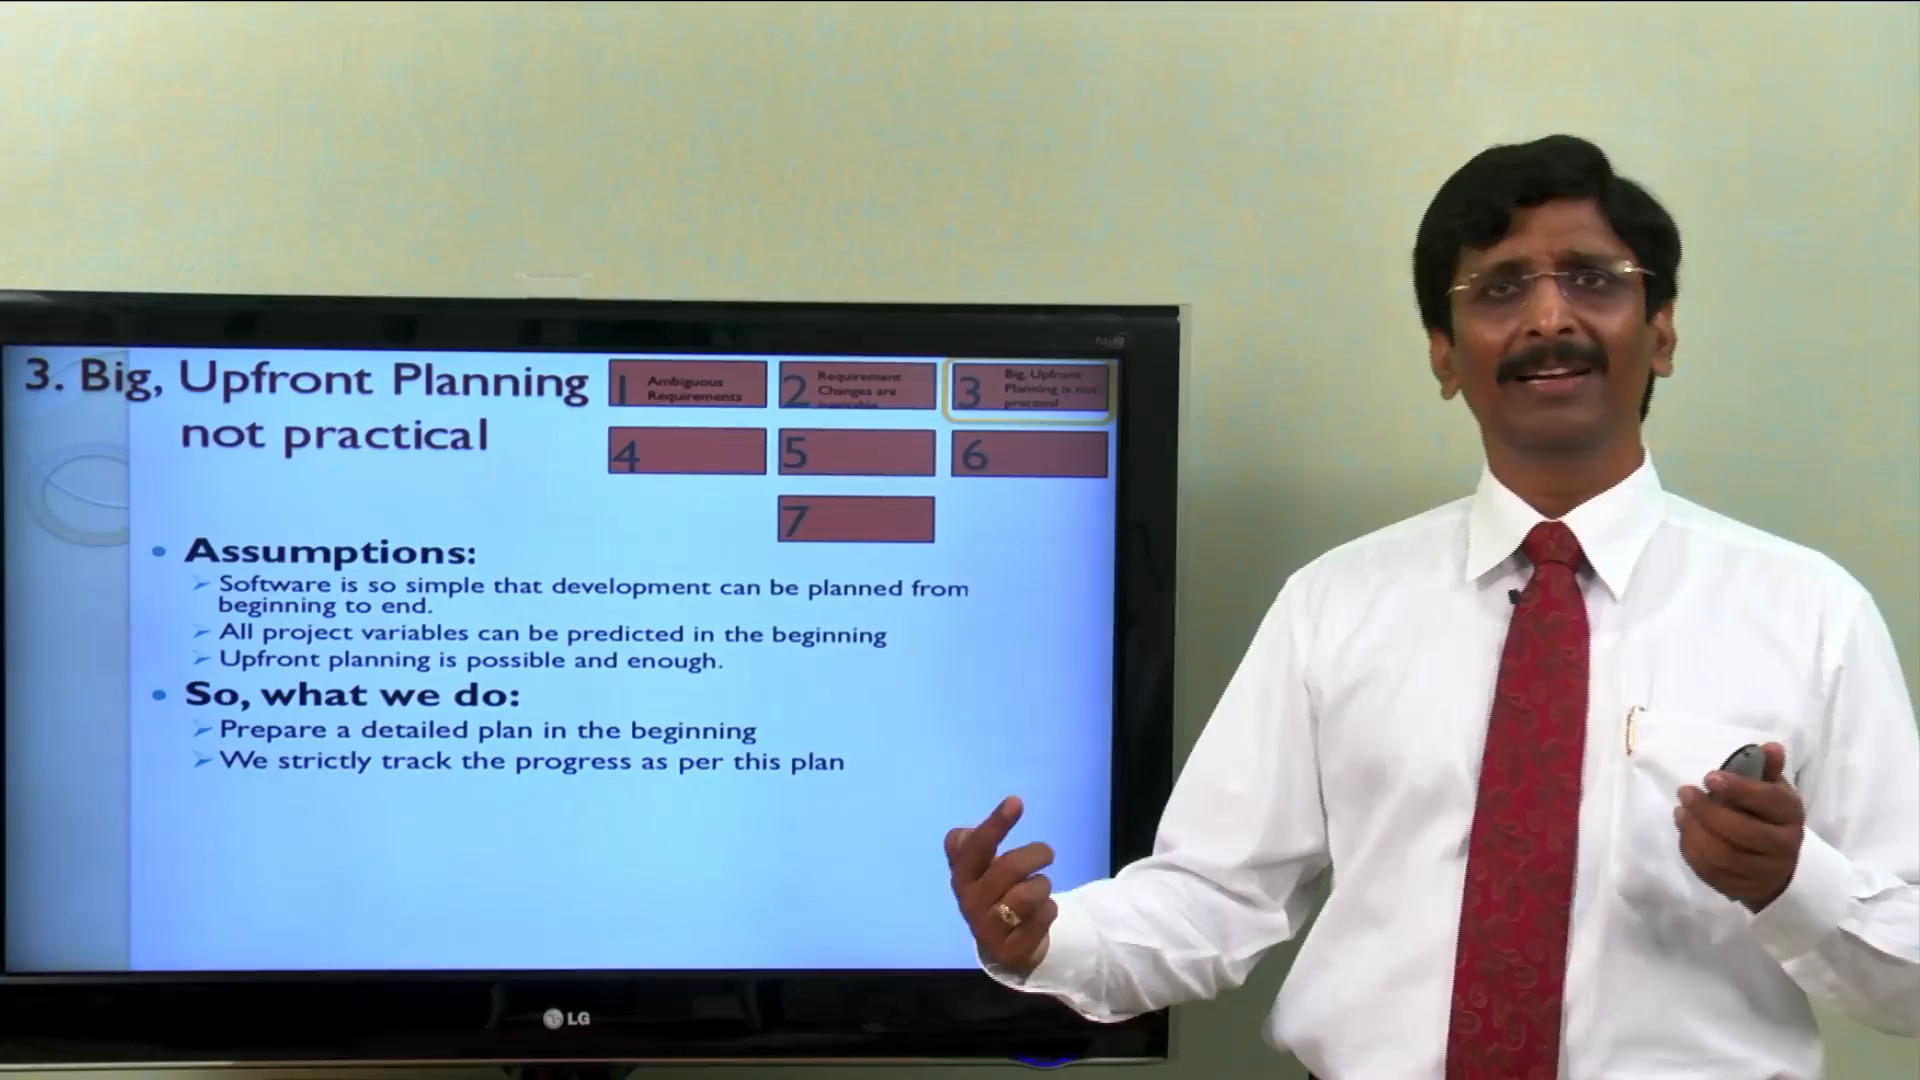 3. Big, Upfront Planning
not practical
1 Ambiguous
Requirements
2 Requirement
Changes are
3 Big, Upfront
Planning is not
practical
4
5
6
7
• Assumptions:
➢ Software is so simple that development can be planned from
beginning to end.
➢ All project variables can be predicted in the beginning
➢ Upfront planning is possible and enough.
• So, what we do:
➢ Prepare a detailed plan in the beginning
➢ We strictly track the progress as per this plan
LG